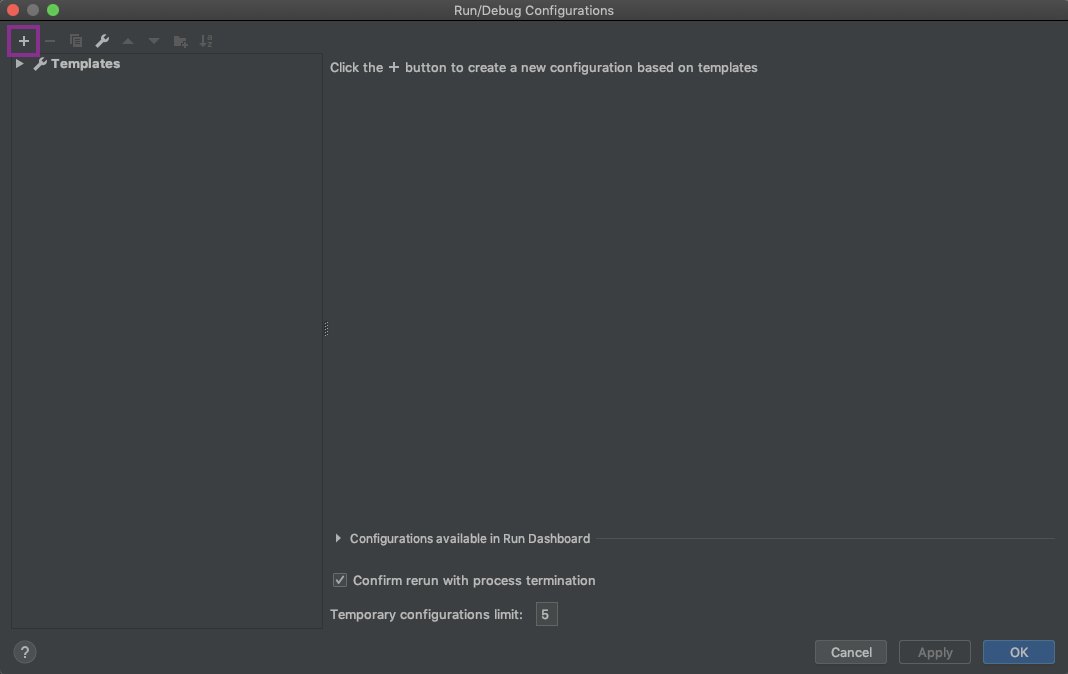 Run/Debug Configurations
Templates
Click the + button to create a new configuration based on templates
Configurations available in Run Dashboard
Confirm rerun with process termination
Temporary configurations limit: 5
?
Cancel
Apply
OK